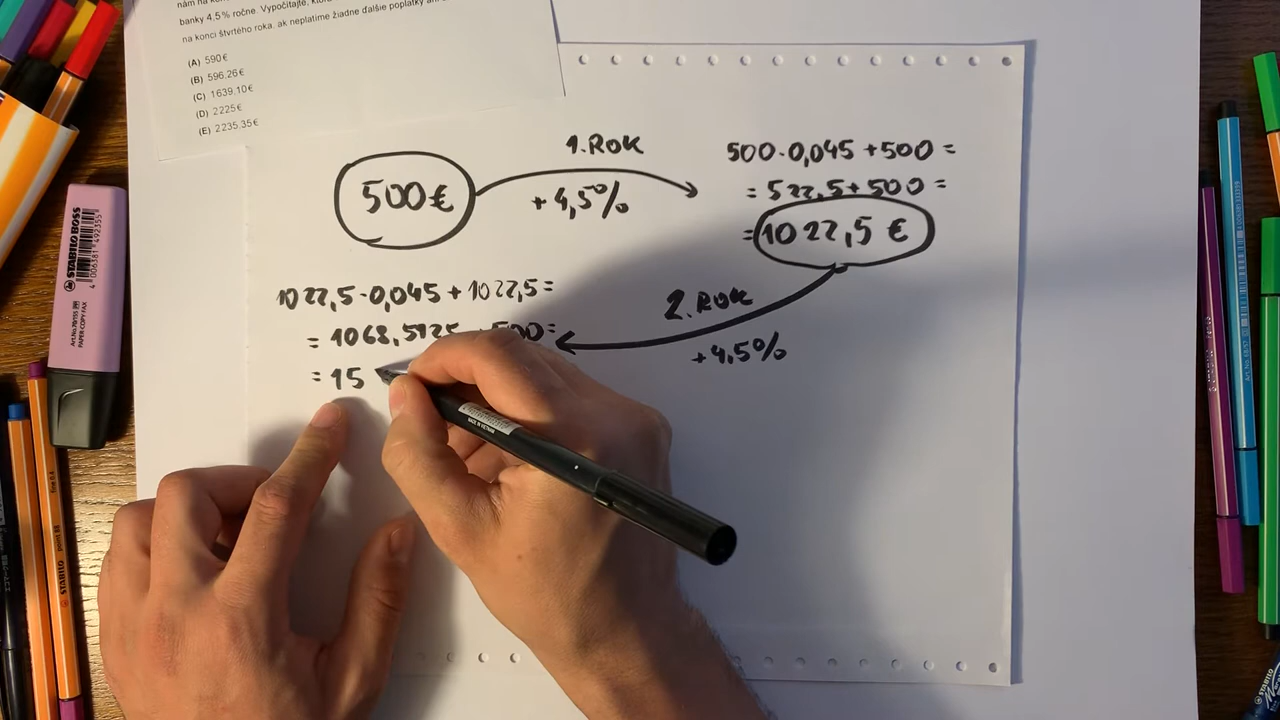 banky 4,5% ročne. Vypočítajte,
na konci štvrtého roka, ak neplatíme žiadne ďalšie poplatky
(A) 590€
(B) 596,26€
(C) 1639,10€
(D) 2225€
(E) 2235,35€
500€
1.ROK
+4,5%
500·0,045+500=
=522,5+500=
=1022,5 €
2.ROK
+4,5%
1022,5·0,045+1022,5=
=1068,5125+500=
=15
STABILO BOSS
STABILO